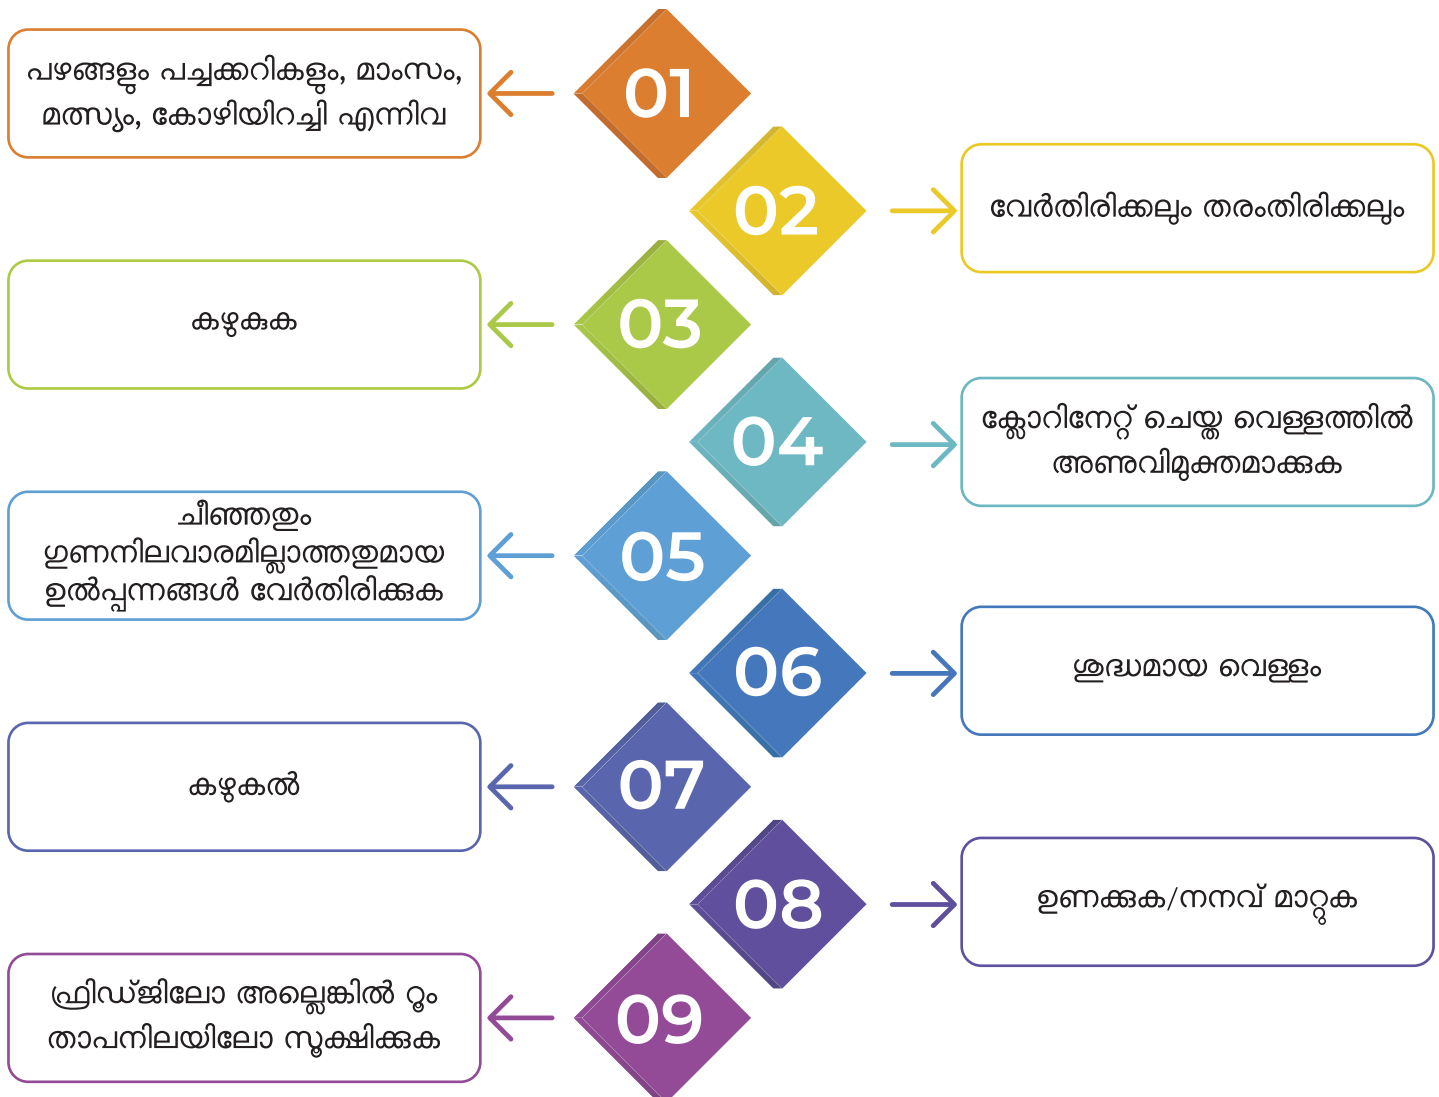 പഴങ്ങളും പച്ചക്കറികളും, മാംസം,
മത്സ്യം, കോഴിയിറച്ചി എന്നിവ
01
02
വേർതിരിക്കലും തരംതിരിക്കലും
കഴുകുക
03
04
ക്ലോറിനേറ്റ് ചെയ്ത വെള്ളത്തിൽ
അണുവിമുക്തമാക്കുക
ചീഞ്ഞതും
ഗുണനിലവാരമില്ലാത്തതുമായ
ഉൽപ്പന്നങ്ങൾ വേർതിരിക്കുക
05
06
ശുദ്ധമായ വെള്ളം
കഴുകൽ
07
08
ഉണക്കുക/നനവ് മാറ്റുക
ഫ്രിഡ്ജിലോ അല്ലെങ്കിൽ റൂം
താപനിലയിലോ സൂക്ഷിക്കുക
09